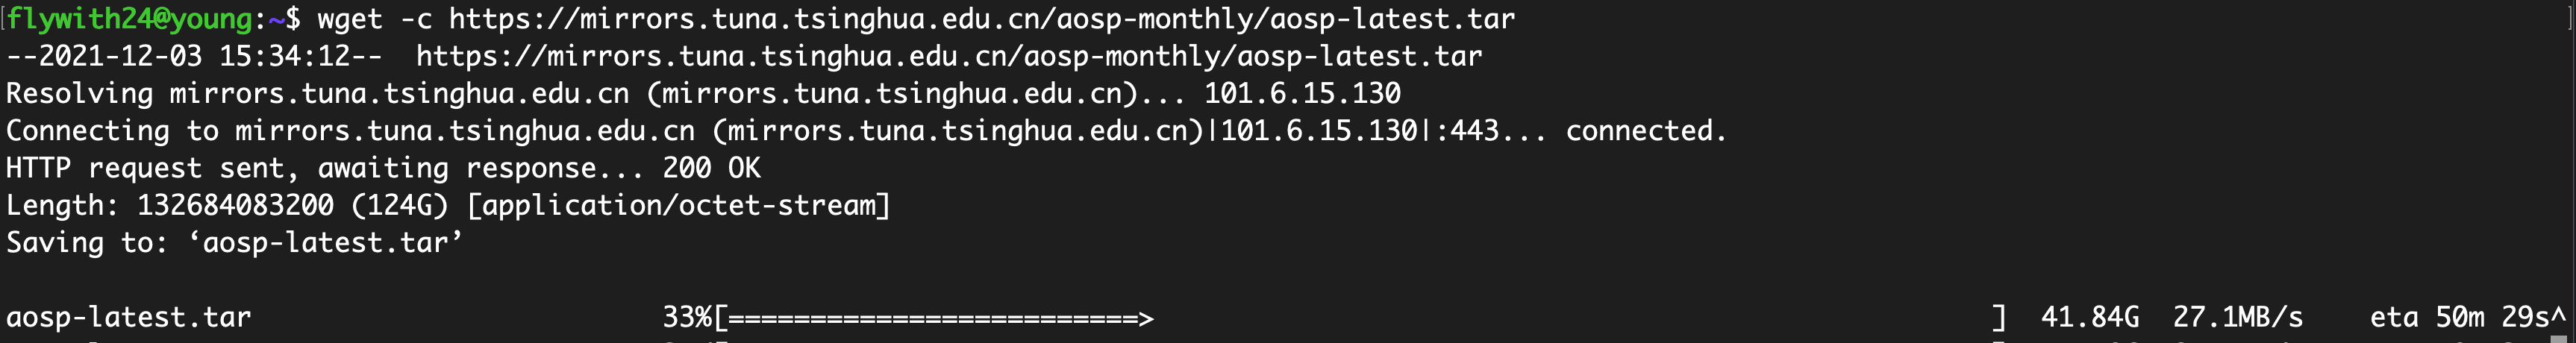 flywith24@young:~$ wget -c https://mirrors.tuna.tsinghua.edu.cn/aosp-monthly/aosp-latest.tar
--2021-12-03 15:34:12--  https://mirrors.tuna.tsinghua.edu.cn/aosp-monthly/aosp-latest.tar
Resolving mirrors.tuna.tsinghua.edu.cn (mirrors.tuna.tsinghua.edu.cn)... 101.6.15.130
Connecting to mirrors.tuna.tsinghua.edu.cn (mirrors.tuna.tsinghua.edu.cn)|101.6.15.130|:443... connected.
HTTP request sent, awaiting response... 200 OK
Length: 132684083200 (124G) [application/octet-stream]
Saving to: ‘aosp-latest.tar’
aosp-latest.tar 33%[=========================> ] 41.84G 27.1MB/s eta 50m 29s^